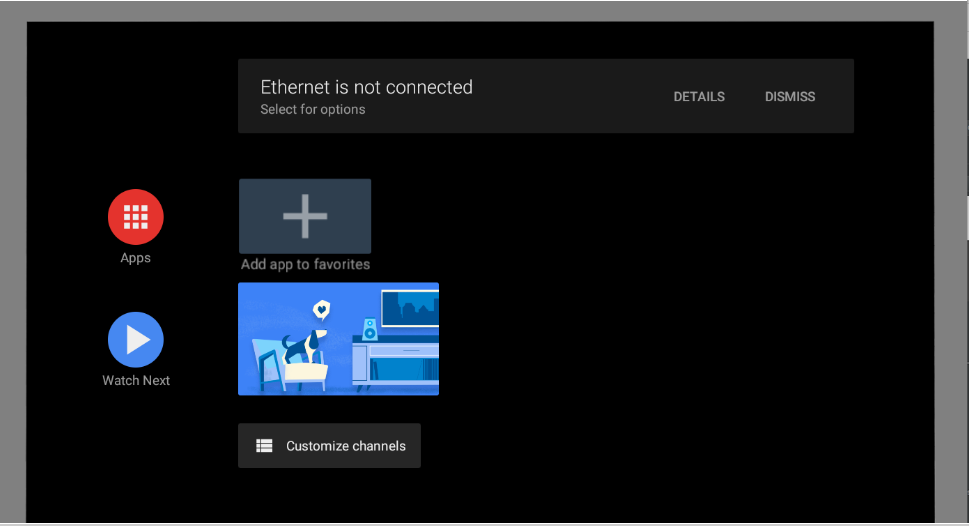 Ethernet is not connected
Select for options
DETAILS
DISMISS
Apps
Add app to favorites
Watch Next
Customize channels